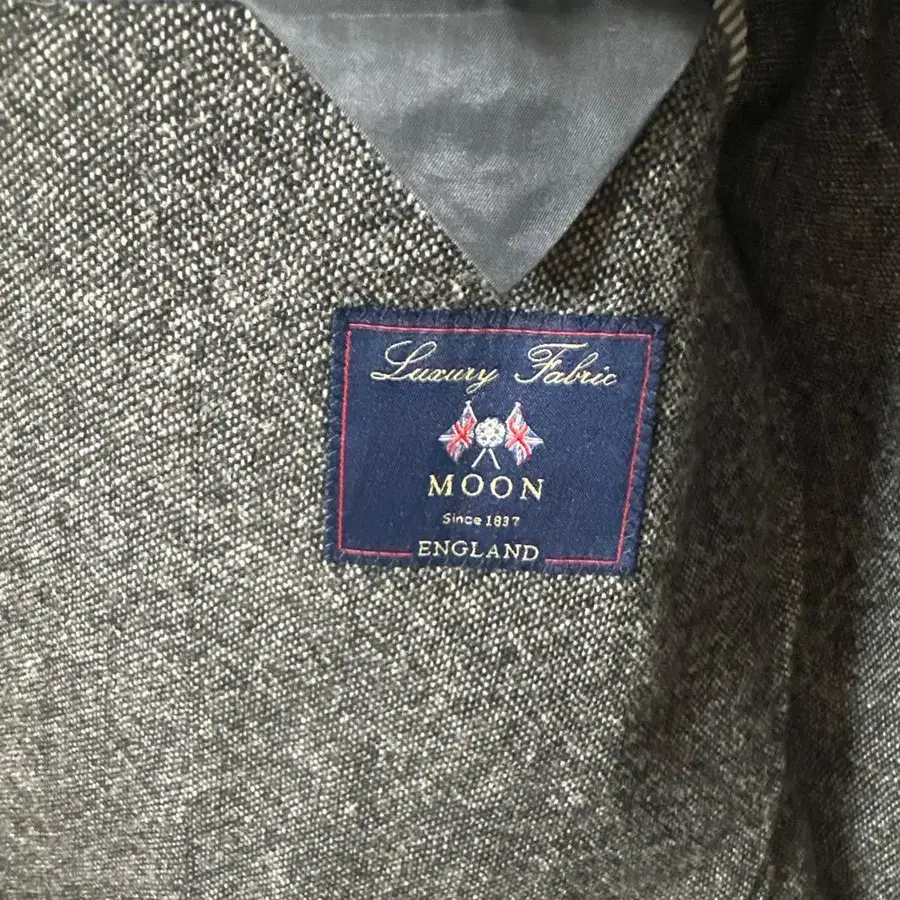 Luxury Fabric
MOON
Since 1837
ENGLAND